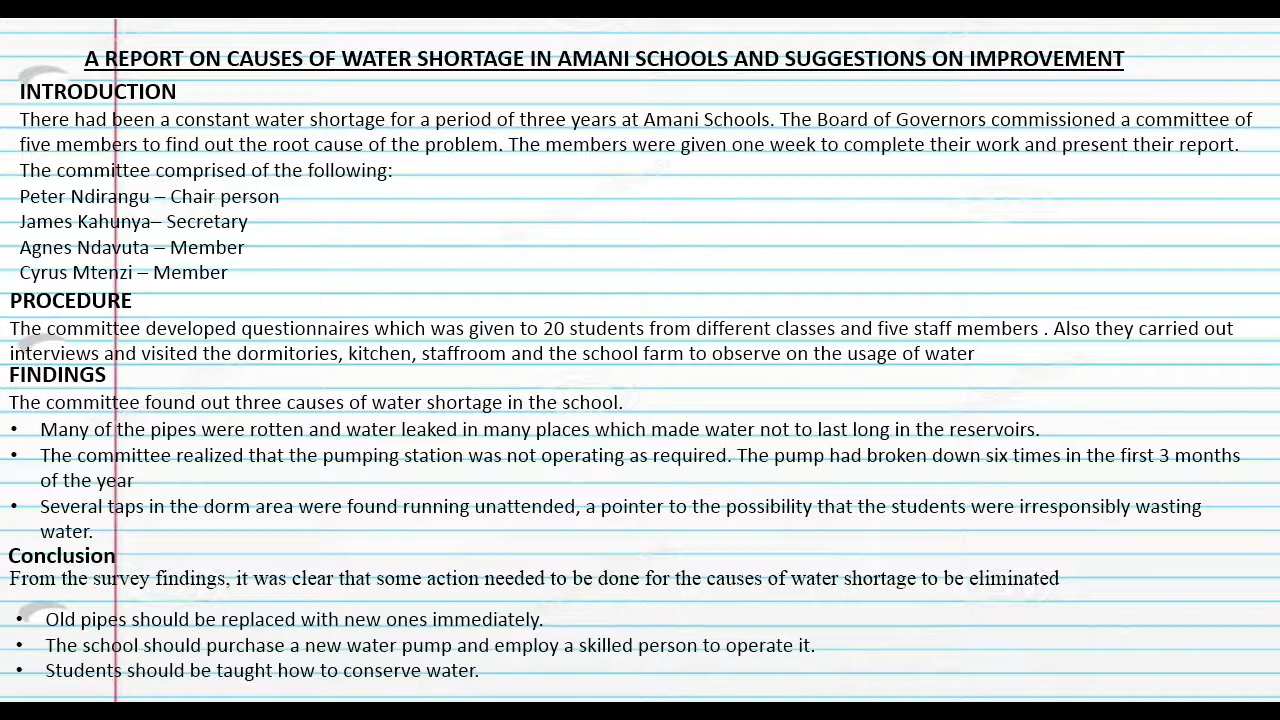 A REPORT ON CAUSES OF WATER SHORTAGE IN AMANI SCHOOLS AND SUGGESTIONS ON IMPROVEMENT
INTRODUCTION
There had been a constant water shortage for a period of three years at Amani Schools. The Board of Governors commissioned a committee of
five members to find out the root cause of the problem. The members were given one week to complete their work and present their report.
The committee comprised of the following:
Peter Ndirangu – Chair person
James Kahunya– Secretary
Agnes Ndavuta – Member
Cyrus Mtenzi – Member
PROCEDURE
The committee developed questionnaires which was given to 20 students from different classes and five staff members . Also they carried out
interviews and visited the dormitories, kitchen, staffroom and the school farm to observe on the usage of water
FINDINGS
The committee found out three causes of water shortage in the school.
• Many of the pipes were rotten and water leaked in many places which made water not to last long in the reservoirs.
• The committee realized that the pumping station was not operating as required. The pump had broken down six times in the first 3 months
of the year
• Several taps in the dorm area were found running unattended, a pointer to the possibility that the students were irresponsibly wasting
water.
Conclusion
From the survey findings, it was clear that some action needed to be done for the causes of water shortage to be eliminated
• Old pipes should be replaced with new ones immediately.
• The school should purchase a new water pump and employ a skilled person to operate it.
• Students should be taught how to conserve water.